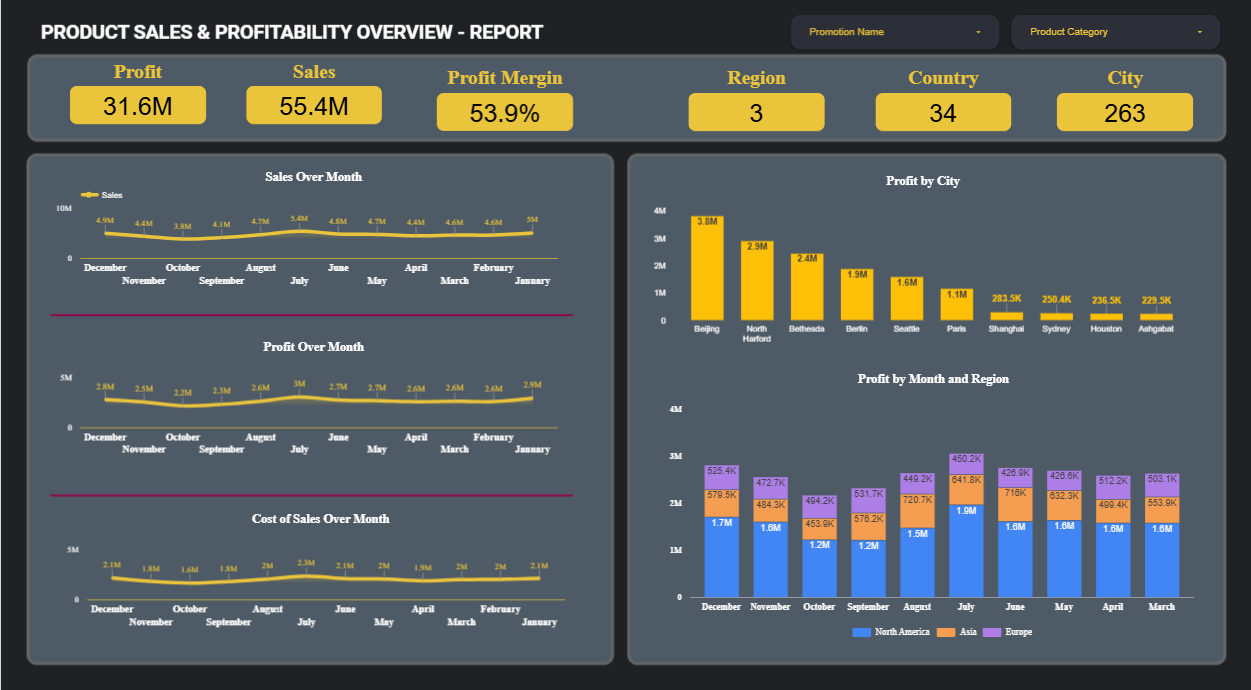 PRODUCT SALES & PROFITABILITY OVERVIEW - REPORT
Promotion Name
Product Category
Profit
Sales
Profit Mergin
Region
Country
City
31.6M
55.4M
53.9%
3
34
263
Sales Over Month
Sales
10M
0
4.9M
4.4M
3.8M
4.1M
4.7M
5.4M
4.8M
4.7M
4.4M
4.6M
4.6M
5M
December
November
October
September
August
July
June
May
April
March
February
January
Profit Over Month
5M
0
2.8M
2.5M
2.2M
2.3M
2.6M
3M
2.7M
2.7M
2.6M
2.6M
2.6M
2.9M
December
November
October
September
August
July
June
May
April
March
February
January
Cost of Sales Over Month
5M
0
2.1M
1.8M
1.6M
1.8M
2M
2.3M
2.1M
2M
1.9M
2M
2M
2.1M
December
November
October
September
August
July
June
May
April
March
February
January
Profit by City
4M
3M
2M
1M
0
3.8M
2.9M
2.4M
1.9M
1.6M
1.1M
283.5K
250.4K
236.5K
229.5K
Beijing
North
Harford
Bethesda
Berlin
Seattle
Paris
Shanghai
Sydney
Houston
Ashgabat
Profit by Month and Region
4M
3M
2M
1M
0
525.4K
472.7K
494.2K
531.7K
449.2K
450.2K
426.9K
426.6K
512.2K
503.1K
579.5K
484.3K
453.9K
576.2K
720.7K
641.8K
716K
632.3K
499.4K
553.9K
1.7M
1.6M
1.2M
1.2M
1.5M
1.9M
1.6M
1.6M
1.6M
1.6M
December
November
October
September
August
July
June
May
April
March
North America
Asia
Europe